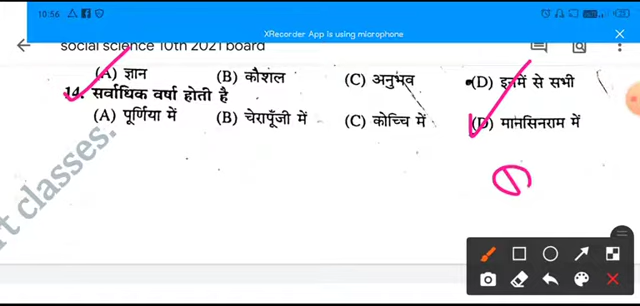 10:56
XRecorder App is using microphone
social science 10th 2021 board
(A) ज्ञान (B) कौशल (C) अनुभव (D) इनमें से सभी
14. सर्वाधिक वर्षा होती है
(A) पूर्णिया में (B) चेरापूँजी में (C) कोच्चि में (D) मानसिनराम में
classes.